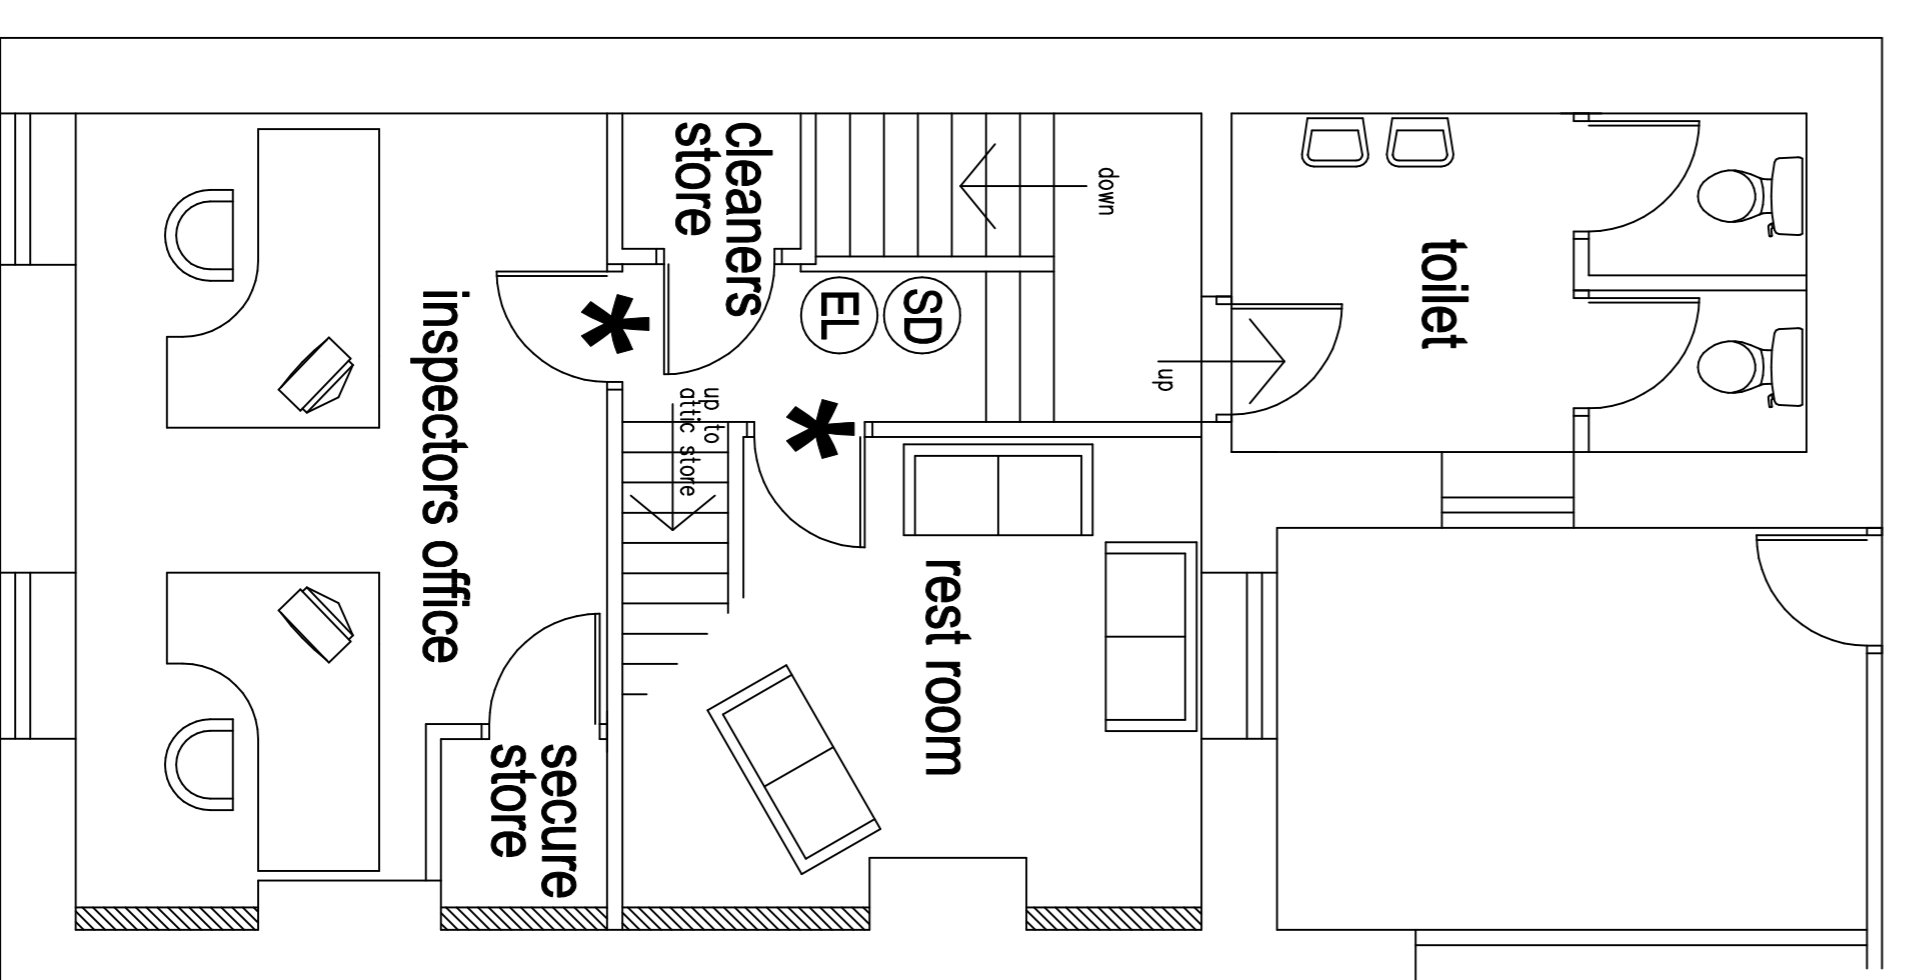 cleaners
store
down
toilet
EL
SD
inspectors office
*
up
up to
attic store
*
rest room
secure
store